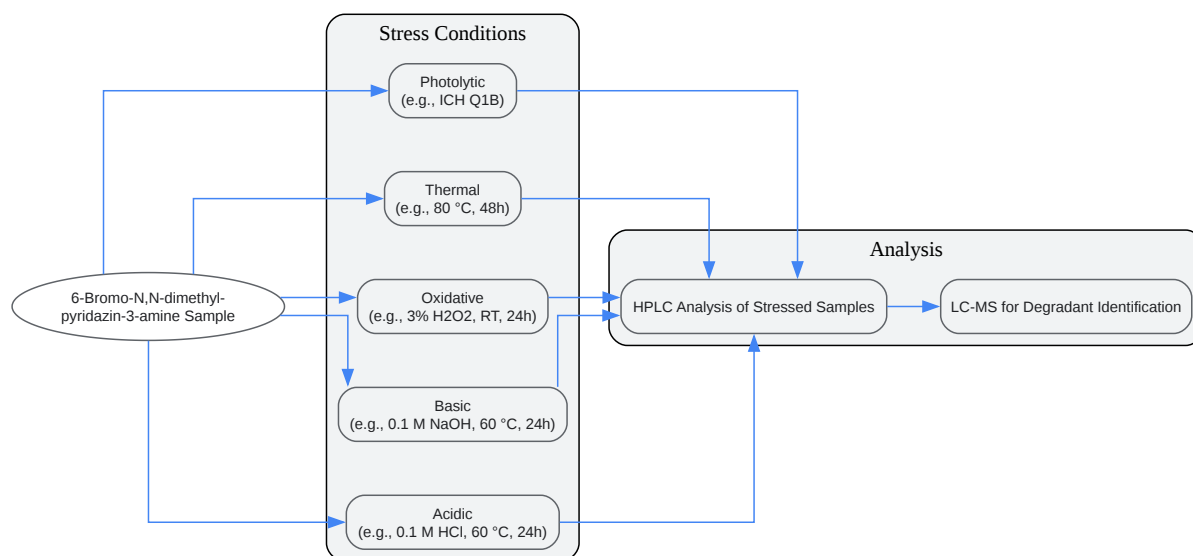 Stress Conditions
Photolytic
(e.g., ICH Q1B)
Thermal
(e.g., 80 °C, 48h)
Analysis
6-Bromo-N,N-dimethyl-
pyridazin-3-amine Sample
Oxidative
(e.g., 3% H2O2, RT, 24h)
HPLC Analysis of Stressed Samples
LC-MS for Degradant Identification
Basic
(e.g., 0.1 M NaOH, 60 °C, 24h)
Acidic
(e.g., 0.1 M HCl, 60 °C, 24h)